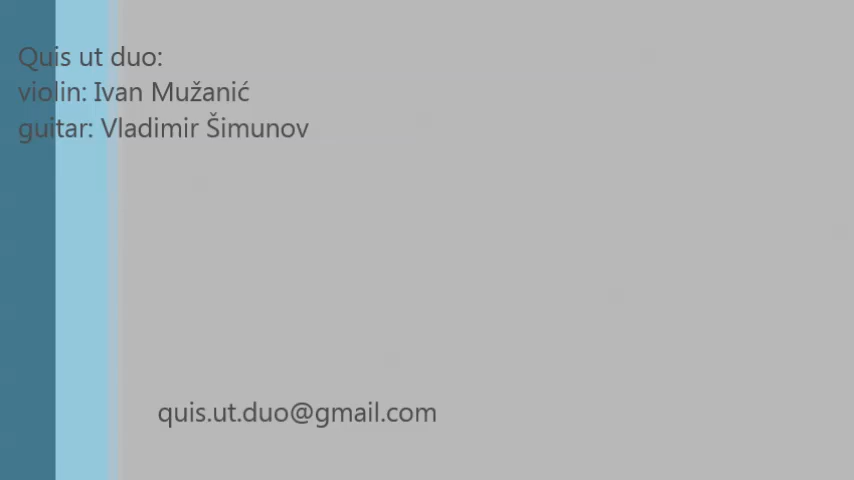 Quis ut duo:
violin: Ivan Mužanić
guitar: Vladimir Šimunov
quis.ut.duo@gmail.com